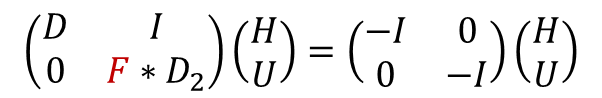 ( D I ) ( H ) = ( −I 0 ) ( H )
( 0 F ∗ D₂ ) ( U ) ( 0 −I ) ( U )